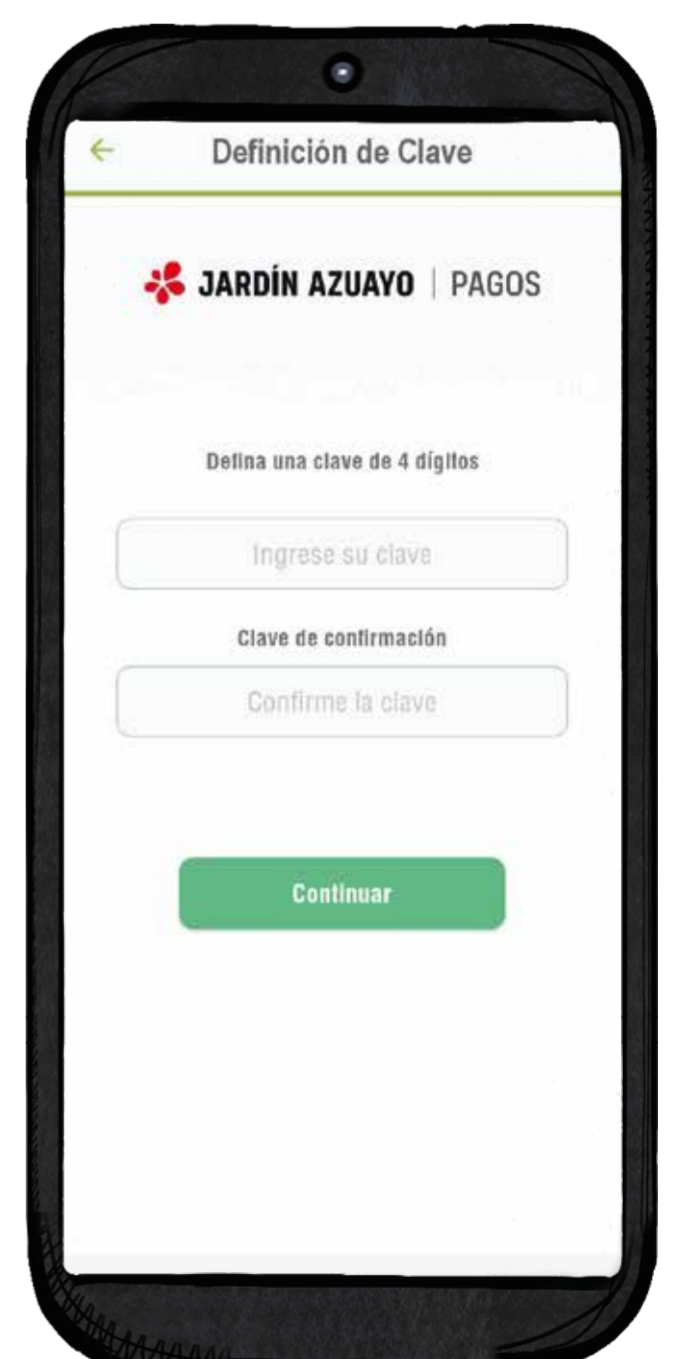 Definición de Clave
JARDÍN AZUAYO | PAGOS
Defina una clave de 4 dígitos
Ingrese su clave
Clave de confirmación
Confirme la clave
Continuar